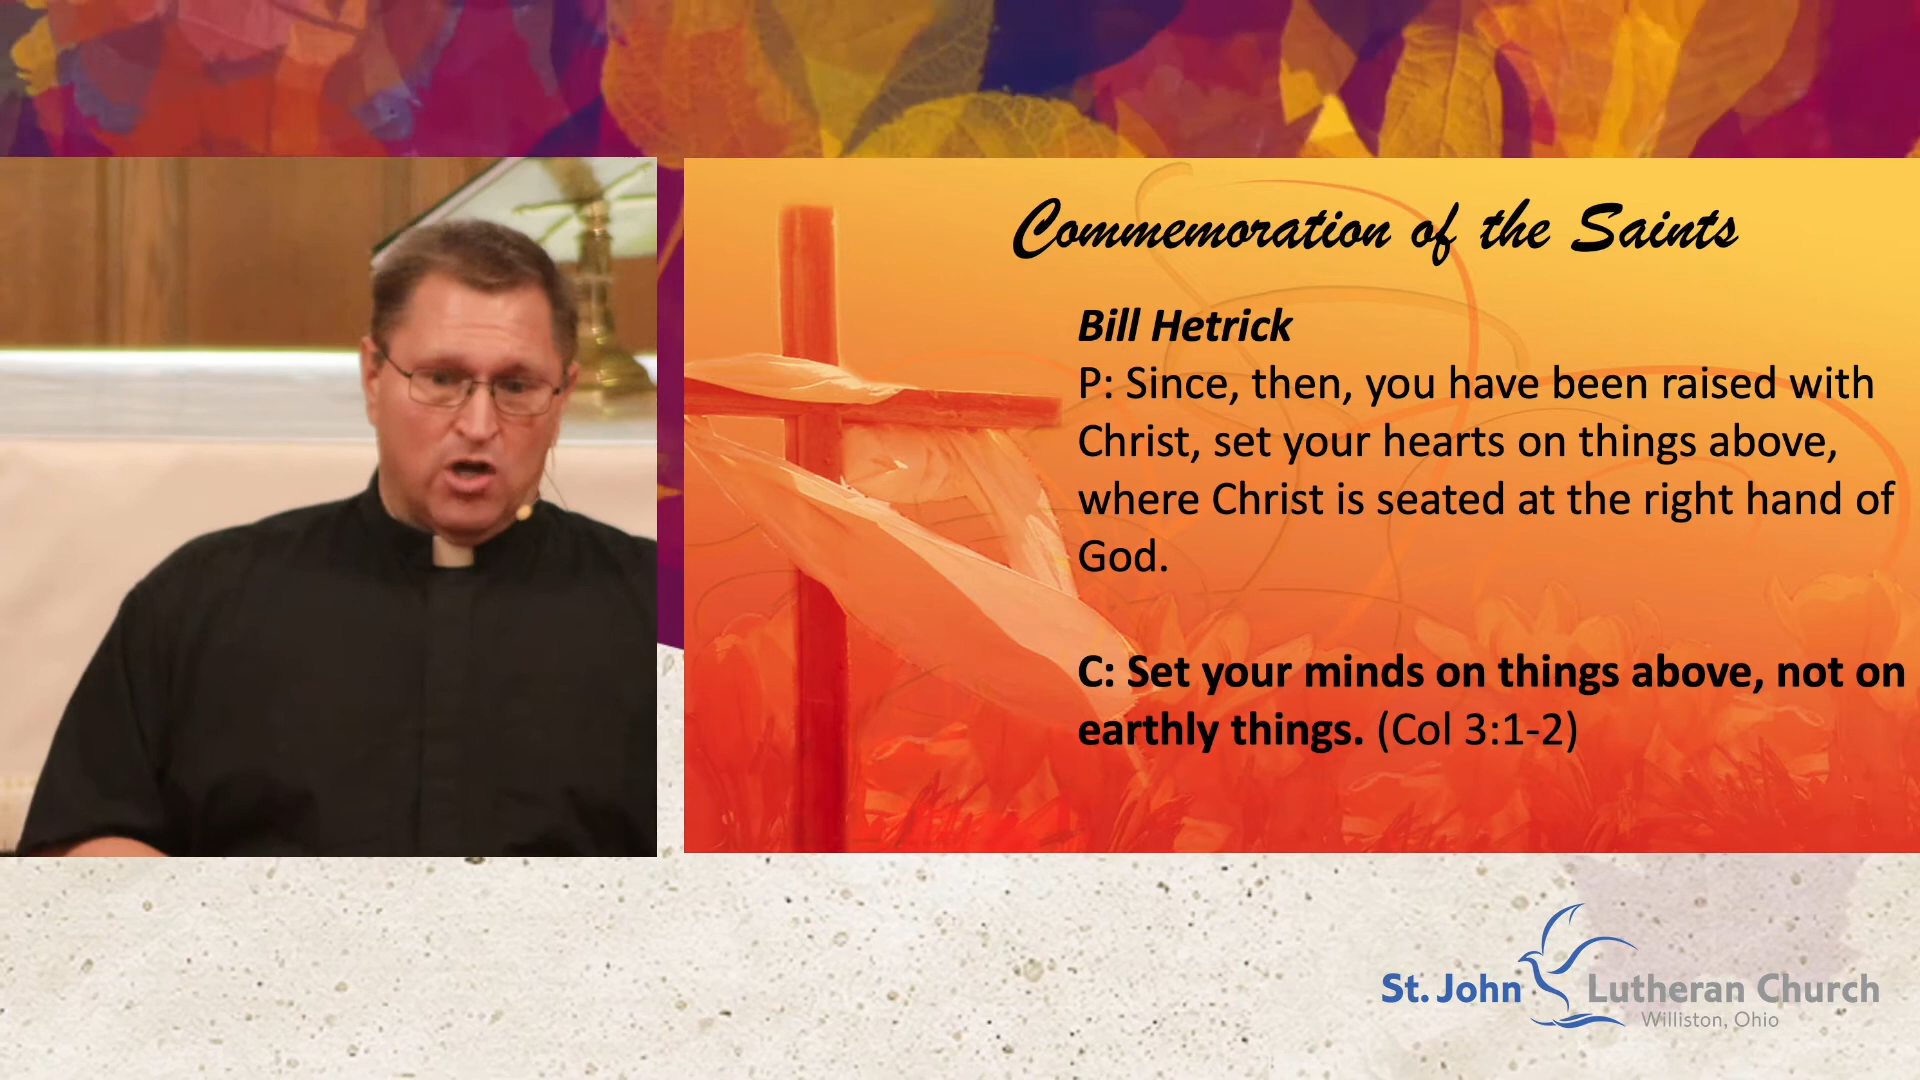 Commemoration of the Saints
Bill Hetrick
P: Since, then, you have been raised with
Christ, set your hearts on things above,
where Christ is seated at the right hand of
God.
C: Set your minds on things above, not on
earthly things. (Col 3:1-2)
St. John Lutheran Church
Williston, Ohio